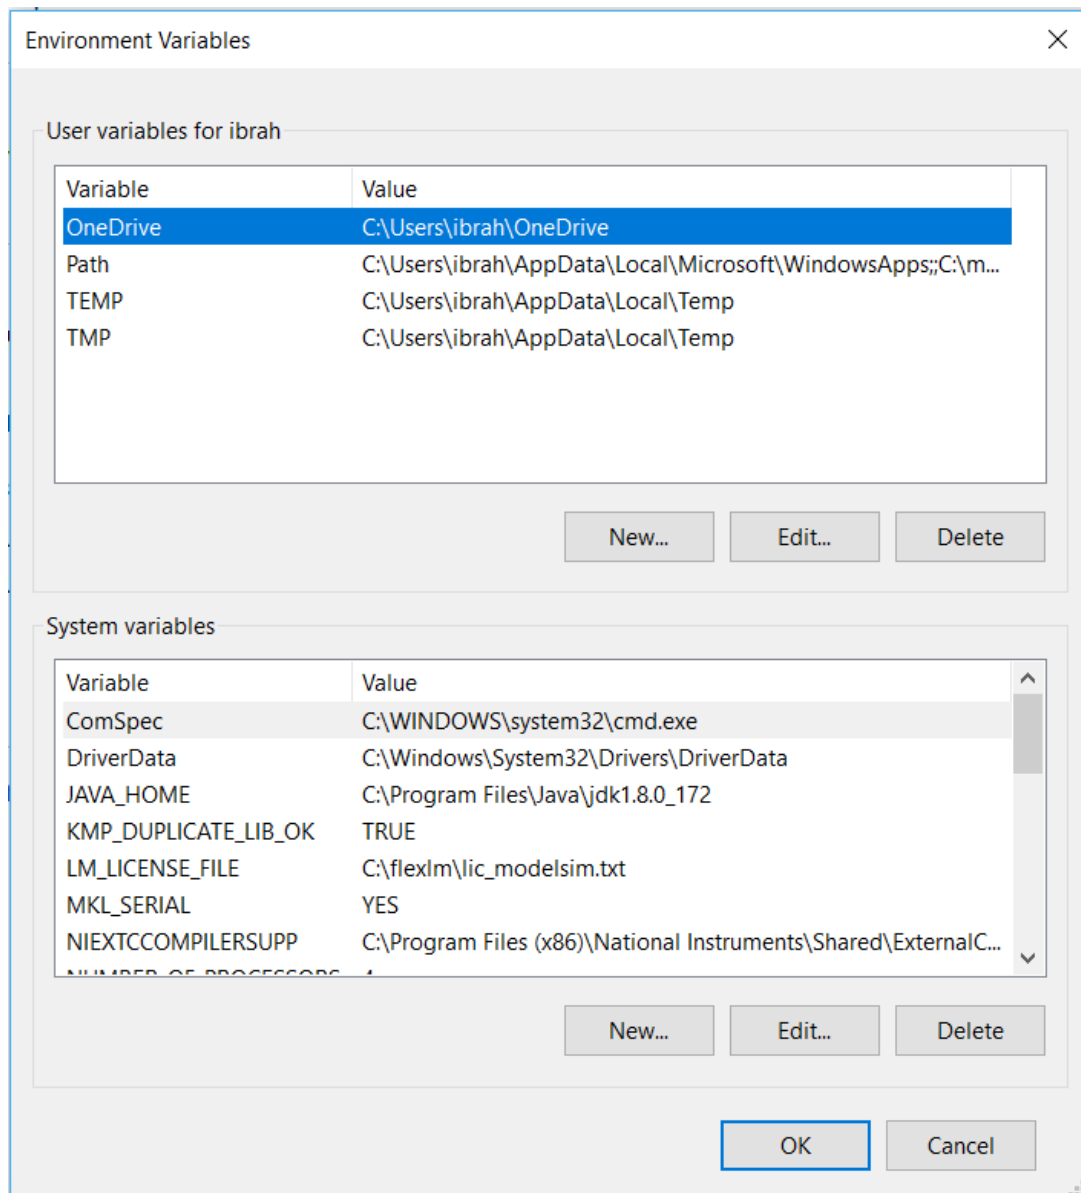 Environment Variables
User variables for ibrah
Variable Value
OneDrive C:\Users\ibrah\OneDrive
Path C:\Users\ibrah\AppData\Local\Microsoft\WindowsApps;;C:\m...
TEMP C:\Users\ibrah\AppData\Local\Temp
TMP C:\Users\ibrah\AppData\Local\Temp
New... Edit... Delete
System variables
Variable Value
ComSpec C:\WINDOWS\system32\cmd.exe
DriverData C:\Windows\System32\Drivers\DriverData
JAVA_HOME C:\Program Files\Java\jdk1.8.0_172
KMP_DUPLICATE_LIB_OK TRUE
LM_LICENSE_FILE C:\flexlm\lic_modelsim.txt
MKL_SERIAL YES
NIEXTCCOMPILERSUPP C:\Program Files (x86)\National Instruments\Shared\ExternalC...
NUMBER_OF_PROCESSORS 4
New... Edit... Delete
OK Cancel